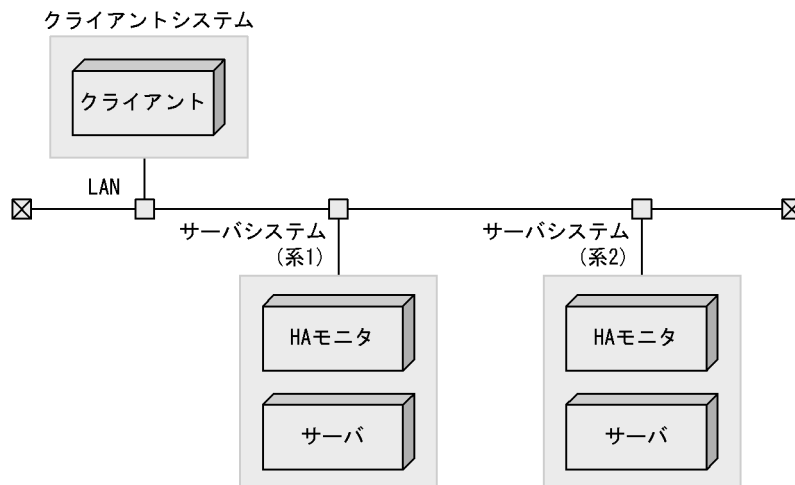 クライアントシステム
クライアント
LAN
サーバシステム
(系1)
サーバシステム
(系2)
HAモニタ
HAモニタ
サーバ
サーバ